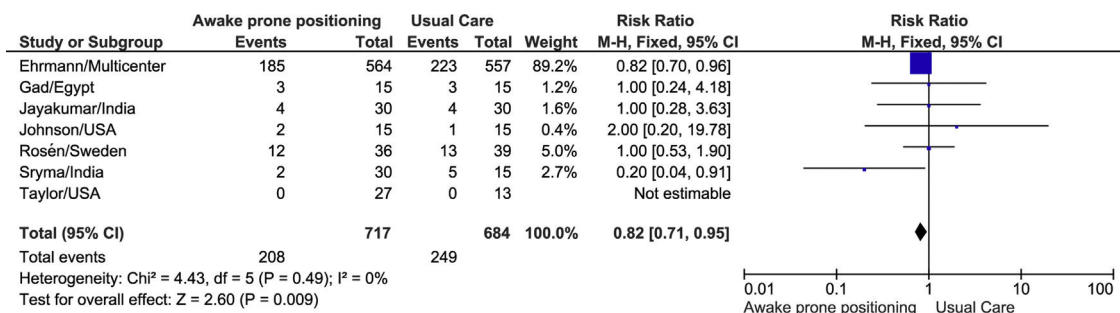 Awake prone positioning Usual Care Risk Ratio Risk Ratio
Study or Subgroup Events Total Events Total Weight M-H, Fixed, 95% CI M-H, Fixed, 95% CI
Ehrmann/Multicenter 185 564 223 557 89.2% 0.82 [0.70, 0.96]
Gad/Egypt 3 15 3 15 1.2% 1.00 [0.24, 4.18]
Jayakumar/India 4 30 4 30 1.6% 1.00 [0.28, 3.63]
Johnson/USA 2 15 1 15 0.4% 2.00 [0.20, 19.78]
Rosén/Sweden 12 36 13 39 5.0% 1.00 [0.53, 1.90]
Sryma/India 2 30 5 15 2.7% 0.20 [0.04, 0.91]
Taylor/USA 0 27 0 13 Not estimable
Total (95% CI) 717 684 100.0% 0.82 [0.71, 0.95]
Total events 208 249
Heterogeneity: Chi² = 4.43, df = 5 (P = 0.49); I² = 0%
Test for overall effect: Z = 2.60 (P = 0.009)
0.01 0.1 1 10 100
Awake prone positioning Usual Care